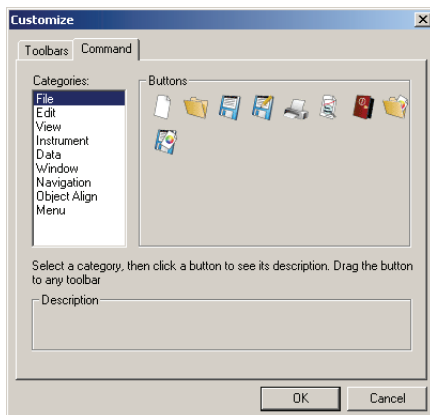 Customize
Toolbars Command
Categories:
Buttons
File
Edit
View
Instrument
Data
Window
Navigation
Object Align
Menu
Select a category, then click a button to see its description. Drag the button
to any toolbar
Description
OK Cancel